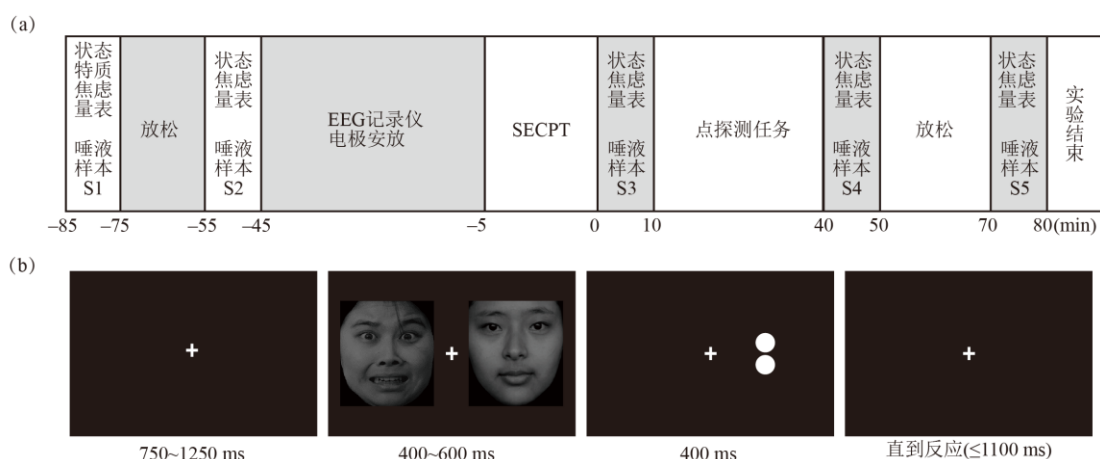 (a)
状态
特质
焦虑
量表
唾液
样本
S1
放松
状态
焦虑
量表
唾液
样本
S2
EEG记录仪
电极安放
SECPT
状态
焦虑
量表
唾液
样本
S3
点探测任务
状态
焦虑
量表
唾液
样本
S4
放松
状态
焦虑
量表
唾液
样本
S5
实
验
结
束
–85 –75 –55 –45 –5 0 10 40 50 70 80(min)
(b)
750~1250 ms 400~600 ms 400 ms 直到反应(≤1100 ms)